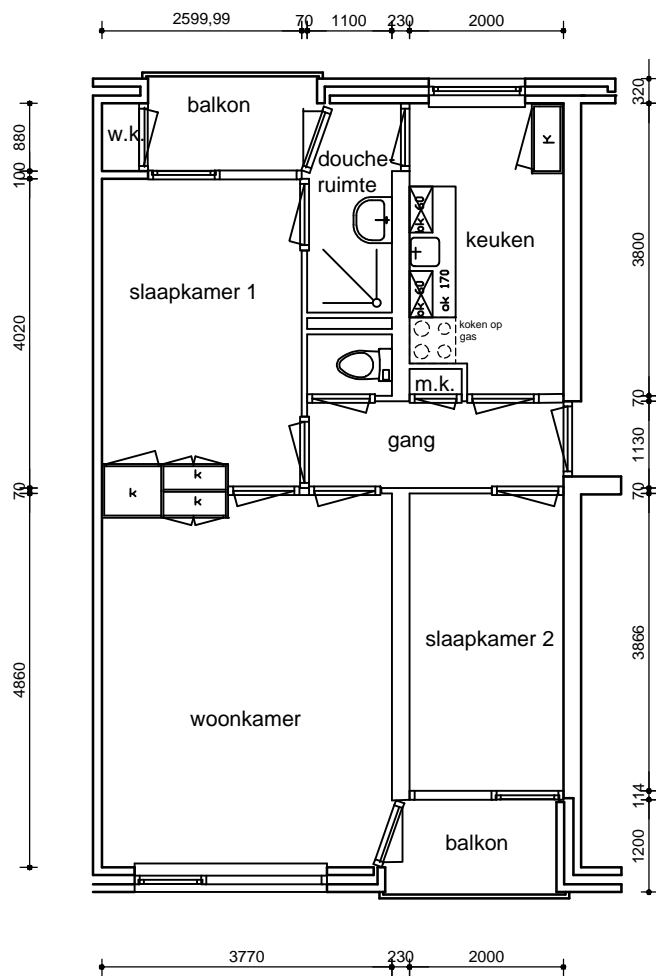 2599,99 70 1100 230 2000
320
balkon
w.k.
k
880
douche-
ruimte
100
ok 60
keuken
3800
slaapkamer 1
ok 60
ok 170
4020
koken op
gas
m.k.
70
gang
1130
k
k
k
70
70
slaapkamer 2
3866
4860
woonkamer
114
balkon
1200
3770 230 2000